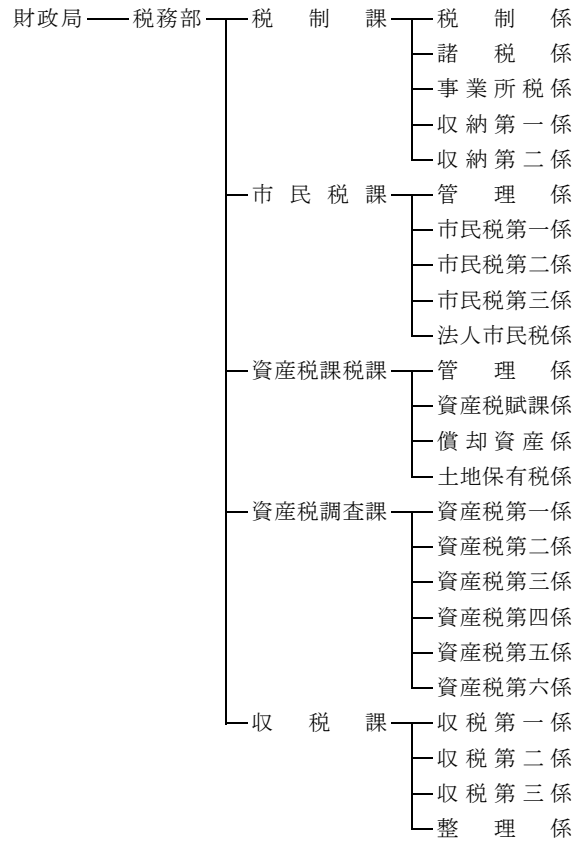 財政局 税務部 税制課 税制係
諸税係
事業所税係
収納第一係
収納第二係
市民税課 管理係
市民税第一係
市民税第二係
市民税第三係
法人市民税係
資産税課税課 管理係
資産税賦課係
償却資産係
土地保有税係
資産税調査課 資産税第一係
資産税第二係
資産税第三係
資産税第四係
資産税第五係
資産税第六係
収税課 収税第一係
収税第二係
収税第三係
整理係